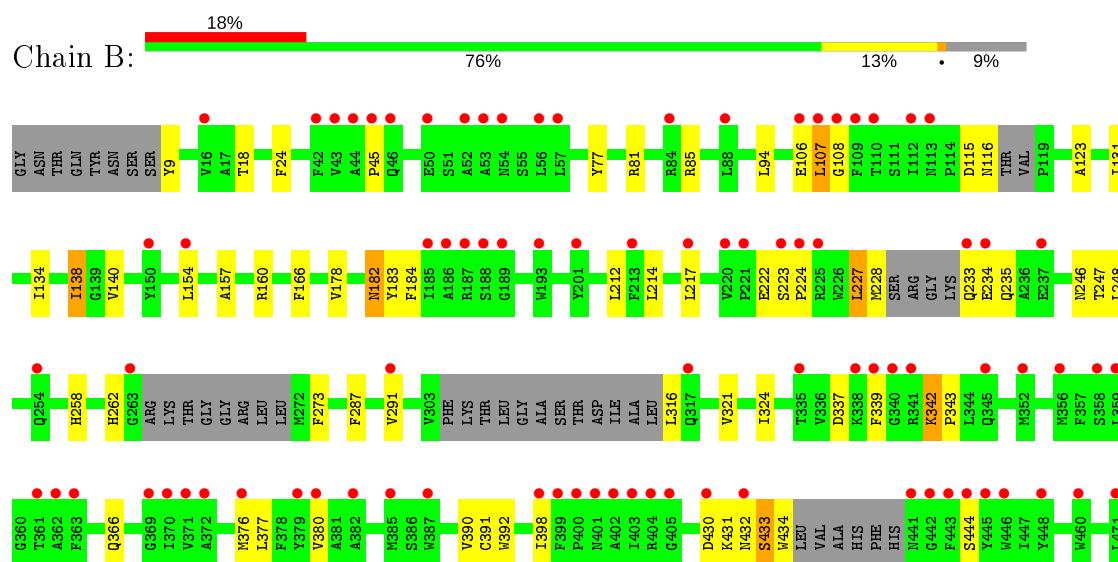 18%
Chain B:
76% 13% • 9%
GLY ASN THR GLN TYR ASN SER SER Y9 V16 A17 T18 F24 F42 V43 A44 P45 Q46 E50 S51 A52 A53 N54 S55 L56 L57 Y77 R81 R84 R85 L88 L94 E106 L107 G108 F109 T110 S111 I112 N113 P114 D115 N116 THR VAL P119 A123 I131
I134 I138 G139 V140 Y150 L154 A157 R160 F166 V178 N182 Y183 F184 I185 A186 R187 S188 G189 W193 Y201 L212 F213 L214 L217 V220 P221 E222 S223 P224 R225 W226 L227 M228 SER ARG GLY LYS Q233 E234 Q235 A236 E237 N246 T247 L248
Q254 H258 H262 G263 ARG LYS THR GLY GLY ARG LEU LEU M272 F273 F287 V291 V303 PHE LYS THR LEU GLY ALA SER THR ASP ILE ALA LEU L316 Q317 V321 I324 T335 V336 D337 K338 F339 G340 R341 K342 P343 L344 Q345 M352 M356 F357 S358 L359
G360 T361 A362 F363 Q366 G369 I370 V371 A372 M376 L377 F378 Y379 V380 A381 A382 M385 S386 W387 V390 C391 W392 I398 F399 P400 N401 A402 I403 R404 G405 D430 K431 N432 S433 W434 LEU VAL ALA HIS PHE HIS N441 G442 F443 S444 Y445 W446 I447 Y448 W460 L471